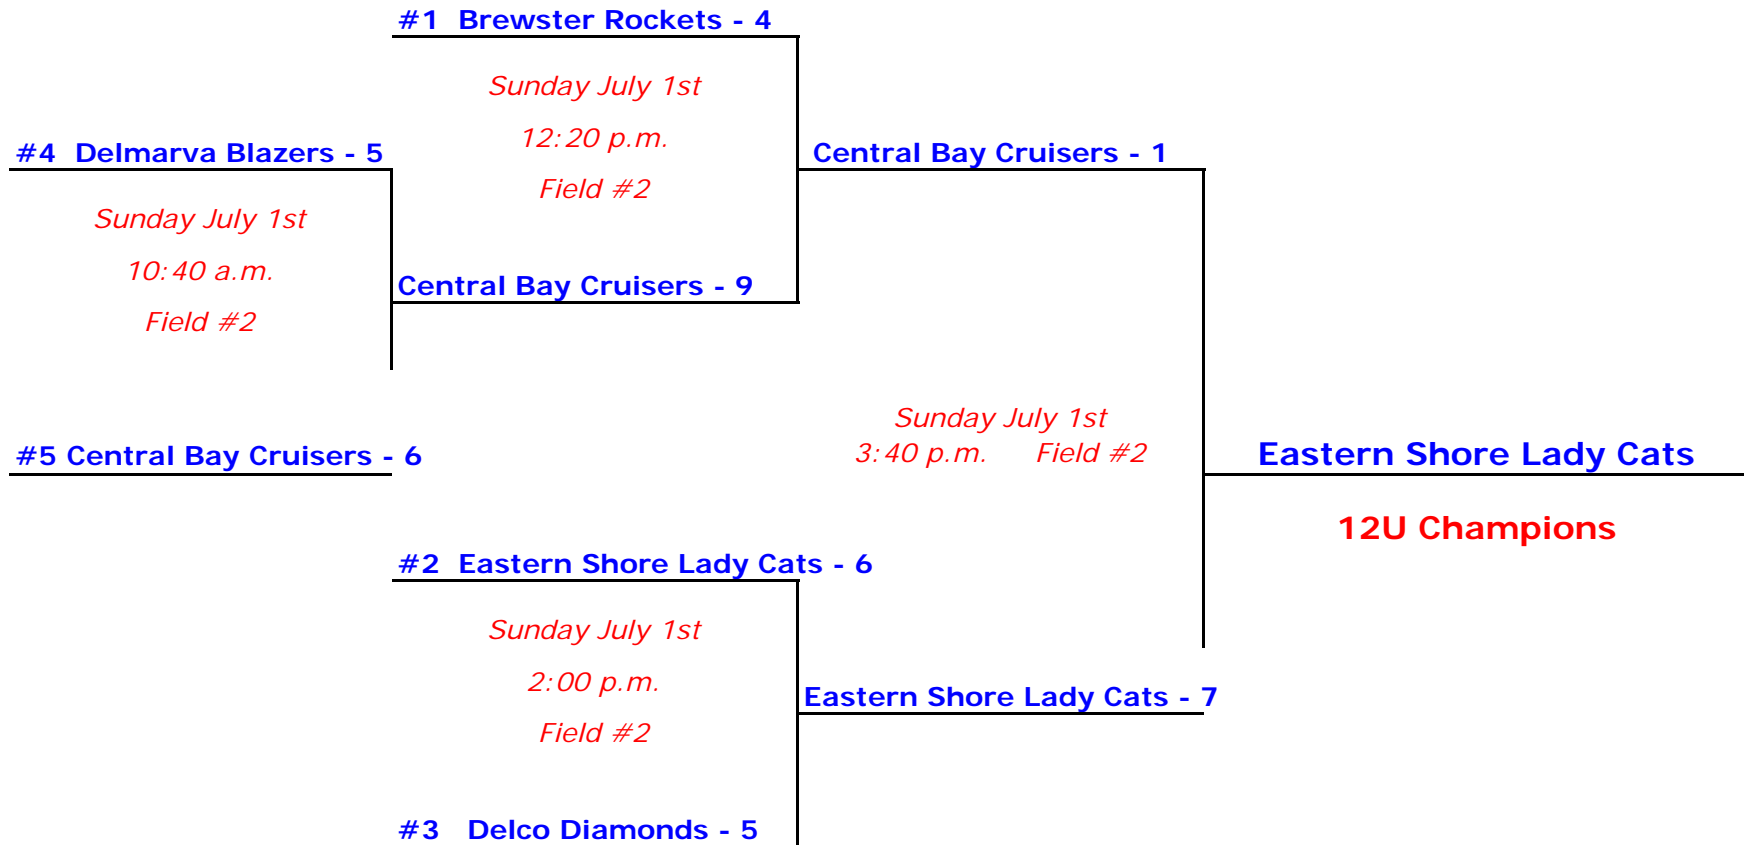 #1 Brewster Rockets - 4
Sunday July 1st
12:20 p.m.
Field #2
#4 Delmarva Blazers - 5
Sunday July 1st
10:40 a.m.
Field #2
Central Bay Cruisers - 1
Central Bay Cruisers - 9
#5 Central Bay Cruisers - 6
Sunday July 1st
3:40 p.m. Field #2
Eastern Shore Lady Cats
12U Champions
#2 Eastern Shore Lady Cats - 6
Sunday July 1st
2:00 p.m.
Field #2
Eastern Shore Lady Cats - 7
#3 Delco Diamonds - 5